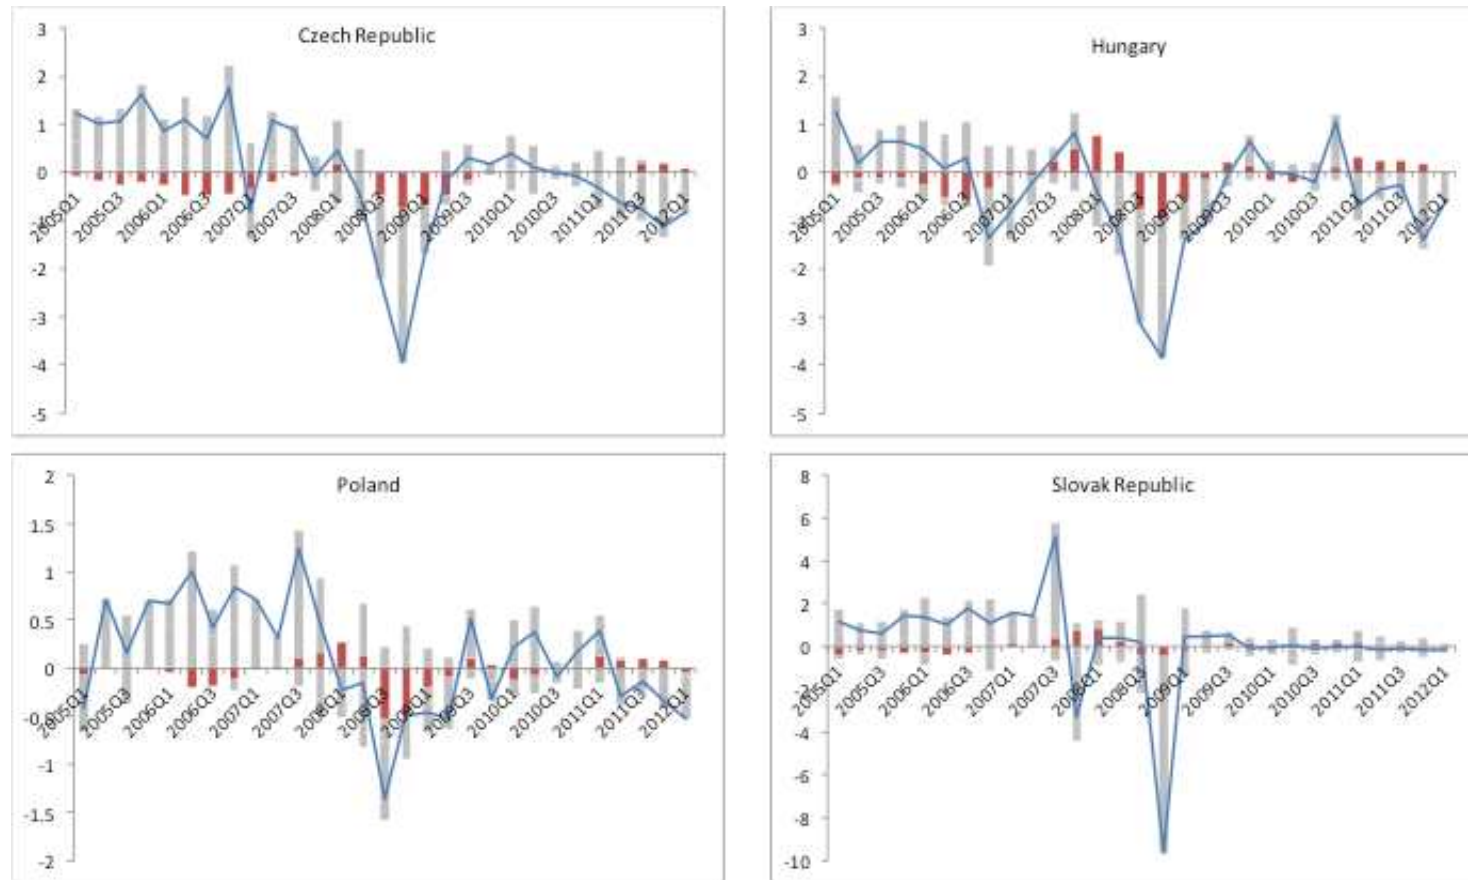 Czech Republic
3
2
1
0
-1
-2
-3
-4
-5
2005Q1
2005Q3
2006Q1
2006Q3
2007Q1
2007Q3
2008Q1
2008Q3
2009Q1
2009Q3
2010Q1
2010Q3
2011Q1
2011Q3
2012Q1
Hungary
3
2
1
0
-1
-2
-3
-4
-5
2005Q1
2005Q3
2006Q1
2006Q3
2007Q1
2007Q3
2008Q1
2008Q3
2009Q1
2009Q3
2010Q1
2010Q3
2011Q1
2011Q3
2012Q1
Poland
2
1.5
1
0.5
0
-0.5
-1
-1.5
-2
2005Q1
2005Q3
2006Q1
2006Q3
2007Q1
2007Q3
2008Q1
2008Q3
2009Q1
2009Q3
2010Q1
2010Q3
2011Q1
2011Q3
2012Q1
Slovak Republic
8
6
4
2
0
-2
-4
-6
-8
-10
2005Q1
2005Q3
2006Q1
2006Q3
2007Q1
2007Q3
2008Q1
2008Q3
2009Q1
2009Q3
2010Q1
2010Q3
2011Q1
2011Q3
2012Q1